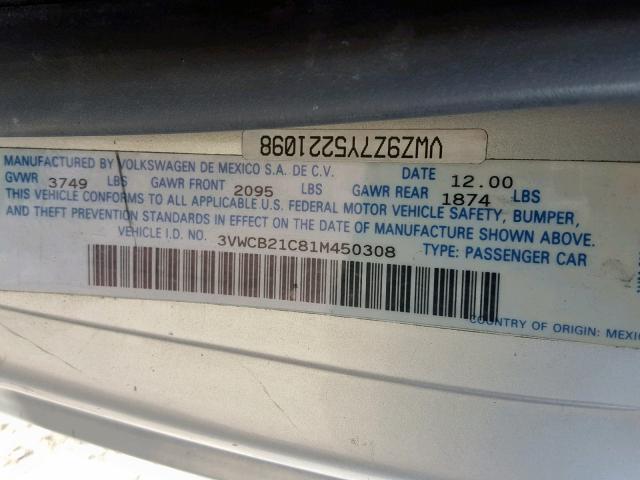 VWZ9Z7Y5221098
MANUFACTURED BY VOLKSWAGEN DE MEXICO S.A. DE C.V. DATE 12.00
GVWR 3749 LBS GAWR FRONT 2095 LBS GAWR REAR 1874 LBS
THIS VEHICLE CONFORMS TO ALL APPLICABLE U.S. FEDERAL MOTOR VEHICLE SAFETY, BUMPER,
AND THEFT PREVENTION STANDARDS IN EFFECT ON THE DATE OF MANUFACTURE SHOWN ABOVE.
VEHICLE I.D. NO. 3VWCB21C81M450308 TYPE: PASSENGER CAR
COUNTRY OF ORIGIN: MEXIC